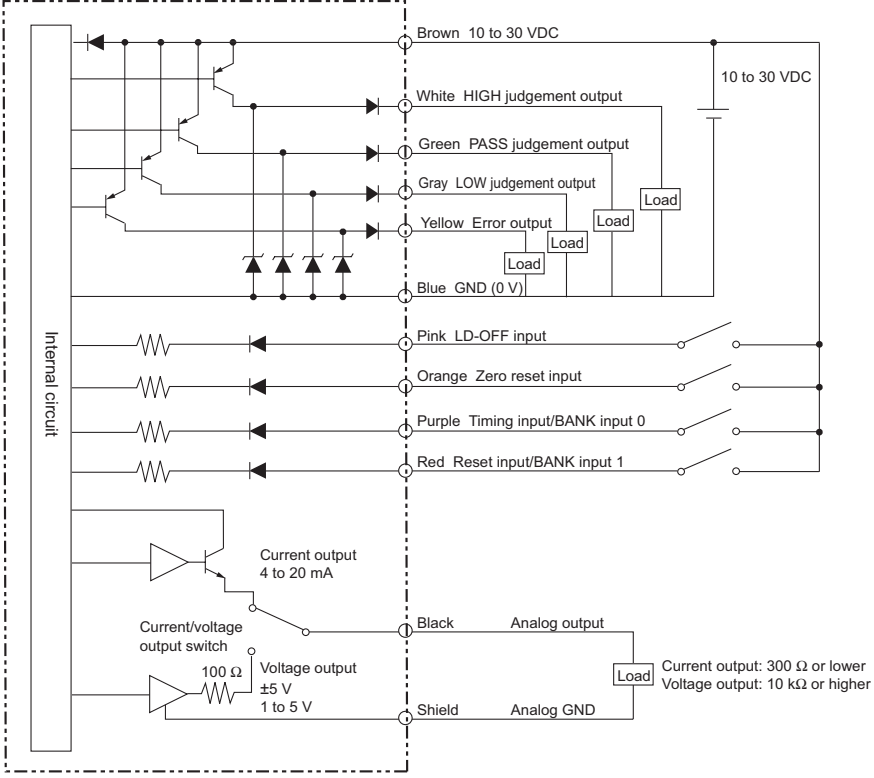 Brown 10 to 30 VDC
10 to 30 VDC
White HIGH judgement output
Green PASS judgement output
Gray LOW judgement output
Load
Load
Yellow Error output
Load
Load
Blue GND (0 V)
Internal circuit
Pink LD-OFF input
Orange Zero reset input
Purple Timing input/BANK input 0
Red Reset input/BANK input 1
Current output
4 to 20 mA
Current/voltage
output switch
Black Analog output
100 Ω
Voltage output
±5 V
1 to 5 V
Load
Current output: 300 Ω or lower
Voltage output: 10 kΩ or higher
Shield Analog GND